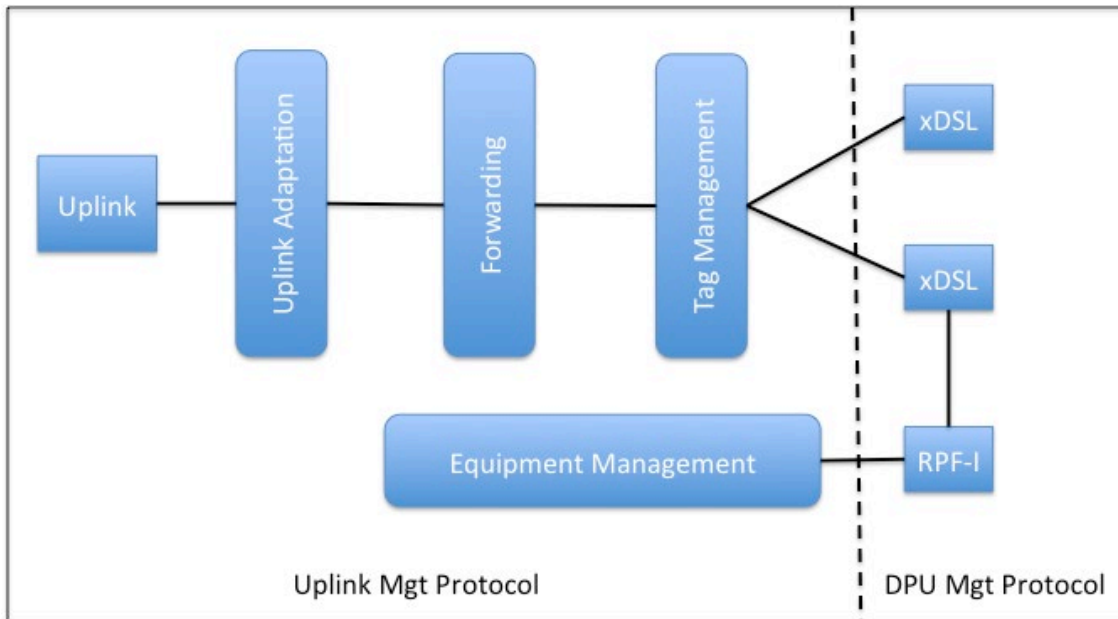 Uplink
Uplink Adaptation
Forwarding
Tag Management
xDSL
xDSL
Equipment Management
RPF-I
Uplink Mgt Protocol
DPU Mgt Protocol